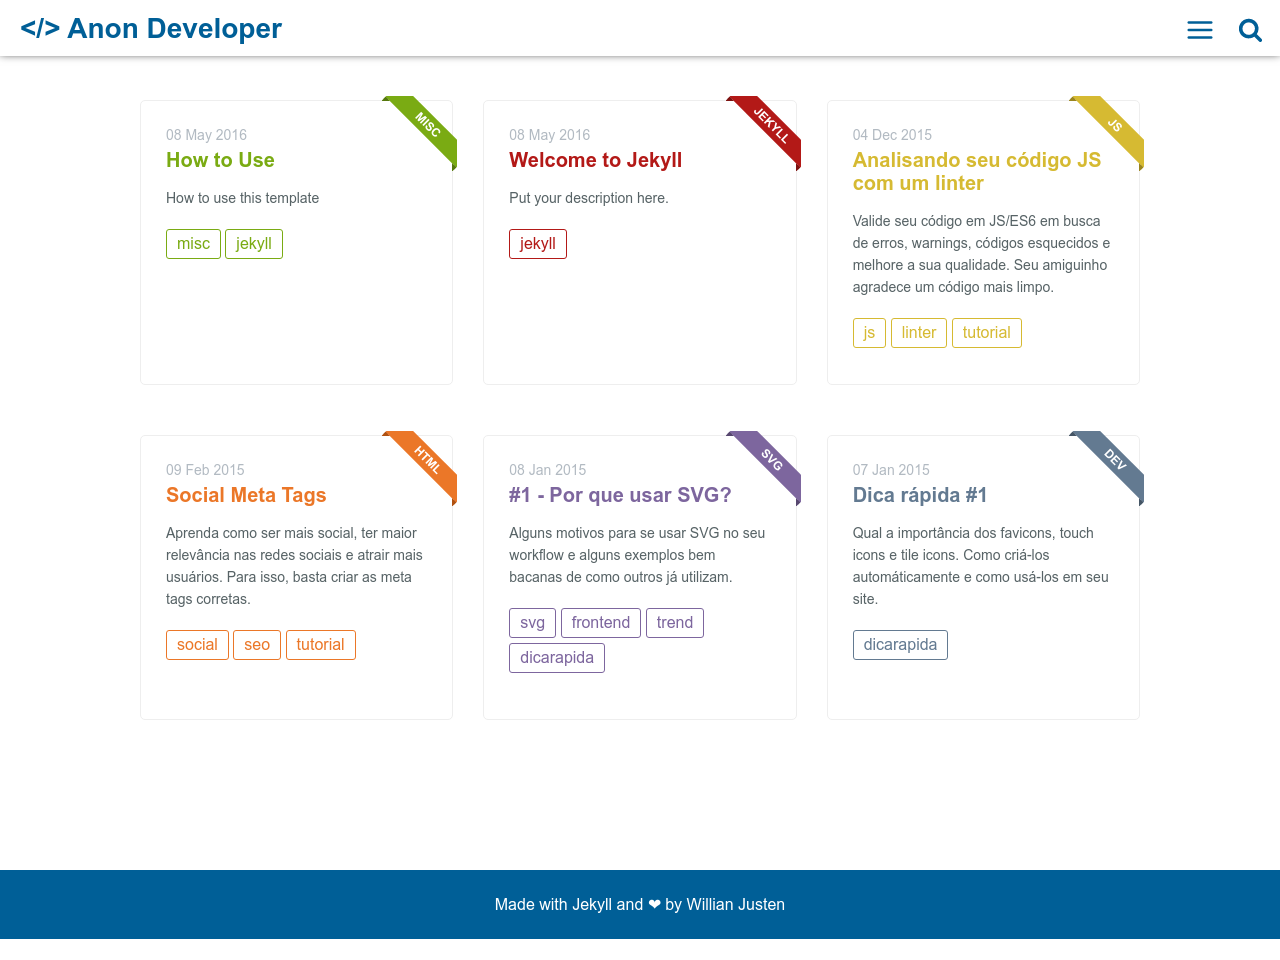 </> Anon Developer
MISC
08 May 2016
How to Use
How to use this template
misc jekyll
JEKYLL
08 May 2016
Welcome to Jekyll
Put your description here.
jekyll
JS
04 Dec 2015
Analisando seu código JS
com um linter
Valide seu código em JS/ES6 em busca
de erros, warnings, códigos esquecidos e
melhore a sua qualidade. Seu amiguinho
agradece um código mais limpo.
js linter tutorial
HTML
09 Feb 2015
Social Meta Tags
Aprenda como ser mais social, ter maior
relevância nas redes sociais e atrair mais
usuários. Para isso, basta criar as meta
tags corretas.
social seo tutorial
SVG
08 Jan 2015
#1 - Por que usar SVG?
Alguns motivos para se usar SVG no seu
workflow e alguns exemplos bem
bacanas de como outros já utilizam.
svg frontend trend
dicarapida
DEV
07 Jan 2015
Dica rápida #1
Qual a importância dos favicons, touch
icons e tile icons. Como criá-los
automáticamente e como usá-los em seu
site.
dicarapida
Made with Jekyll and ❤ by Willian Justen